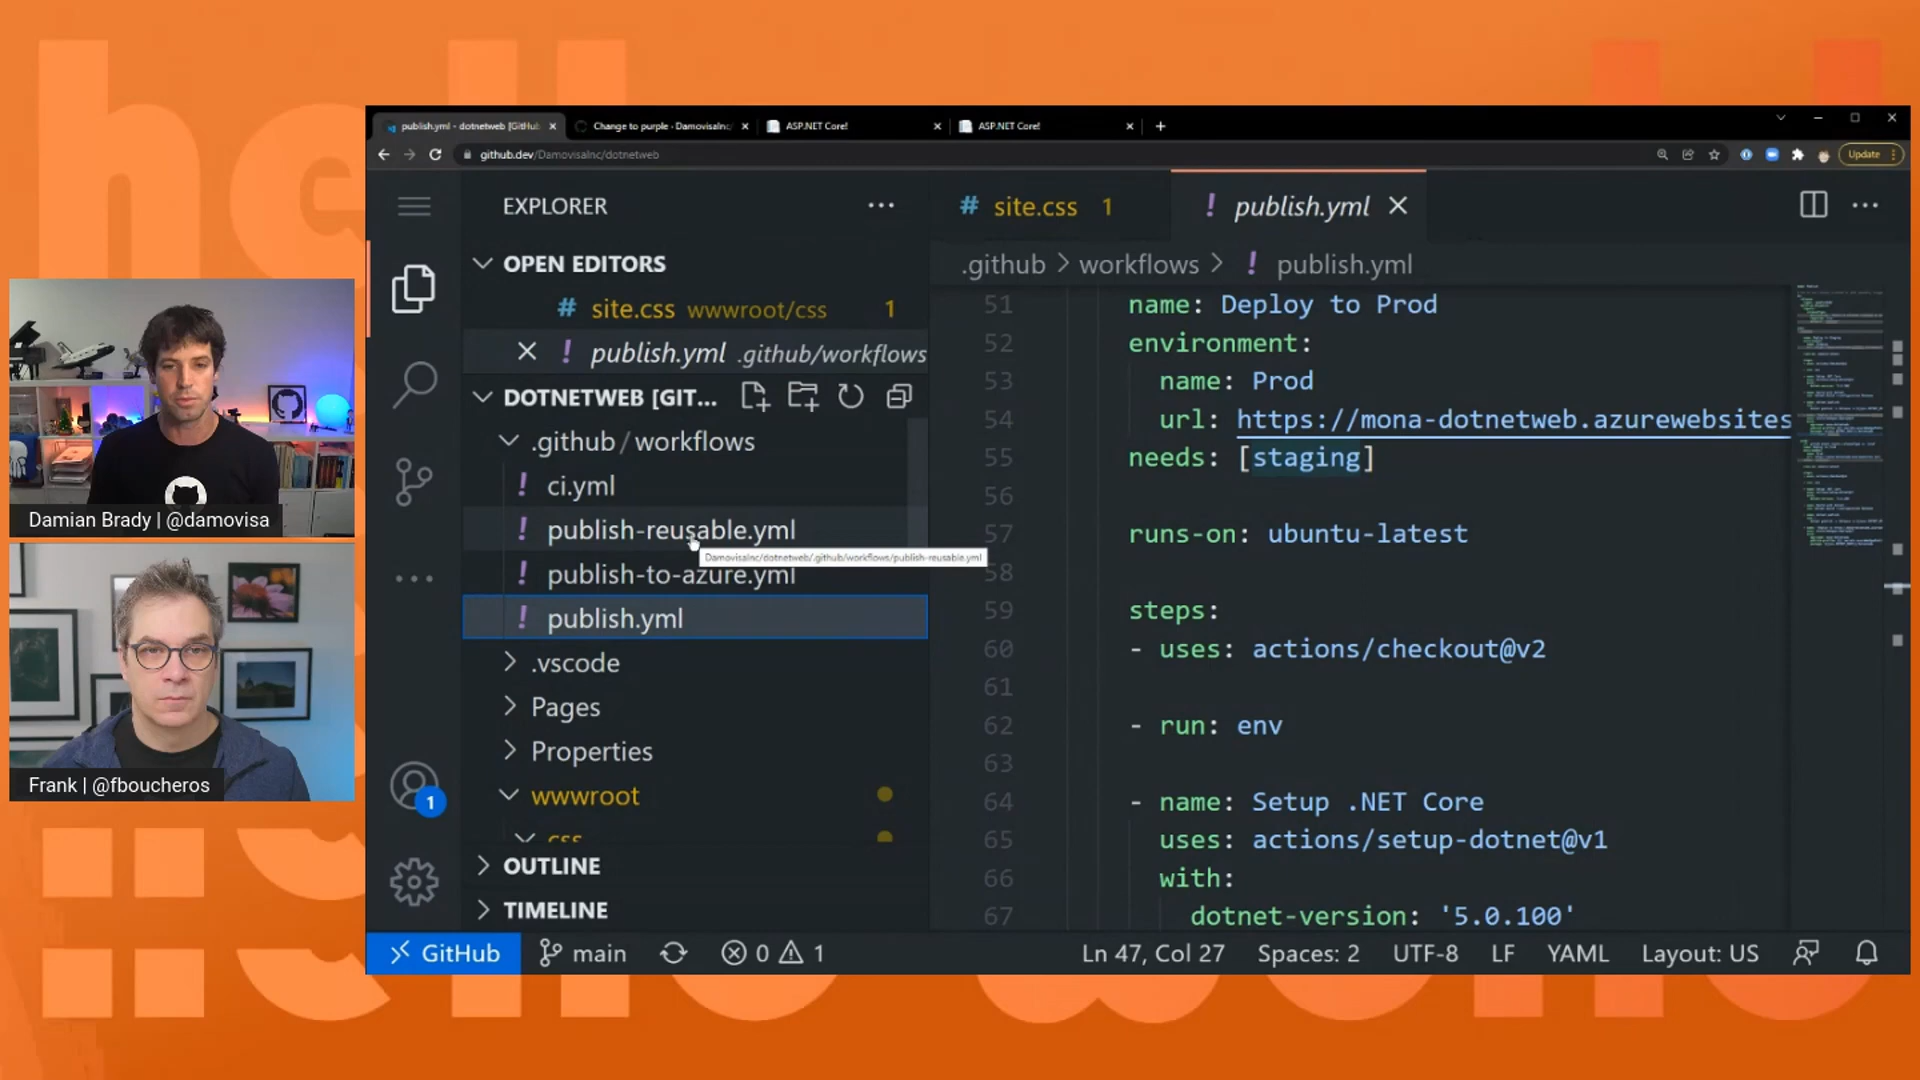 publish.yml - dotnetweb [GitHub
Change to purple · DamovisaInc/
ASP.NET Core!
ASP.NET Core!
github.dev/DamovisaInc/dotnetweb
Update
EXPLORER
OPEN EDITORS
# site.css wwwroot/css 1
! publish.yml .github/workflows
DOTNETWEB [GIT...
.github / workflows
! ci.yml
! publish-reusable.yml
DamovisaInc/dotnetweb/.github/workflows/publish-reusable.yml
! publish-to-azure.yml
! publish.yml
.vscode
Pages
Properties
wwwroot
css
OUTLINE
TIMELINE
1
# site.css 1
! publish.yml
.github > workflows > ! publish.yml
51 name: Deploy to Prod
52 environment:
53 name: Prod
54 url: https://mona-dotnetweb.azurewebsites
55 needs: [staging]
56
57 runs-on: ubuntu-latest
58
59 steps:
60 - uses: actions/checkout@v2
61
62 - run: env
63
64 - name: Setup .NET Core
65 uses: actions/setup-dotnet@v1
66 with:
67 dotnet-version: '5.0.100'
GitHub main 0 1 Ln 47, Col 27 Spaces: 2 UTF-8 LF YAML Layout: US
Damian Brady | @damovisa
Frank | @fboucheros